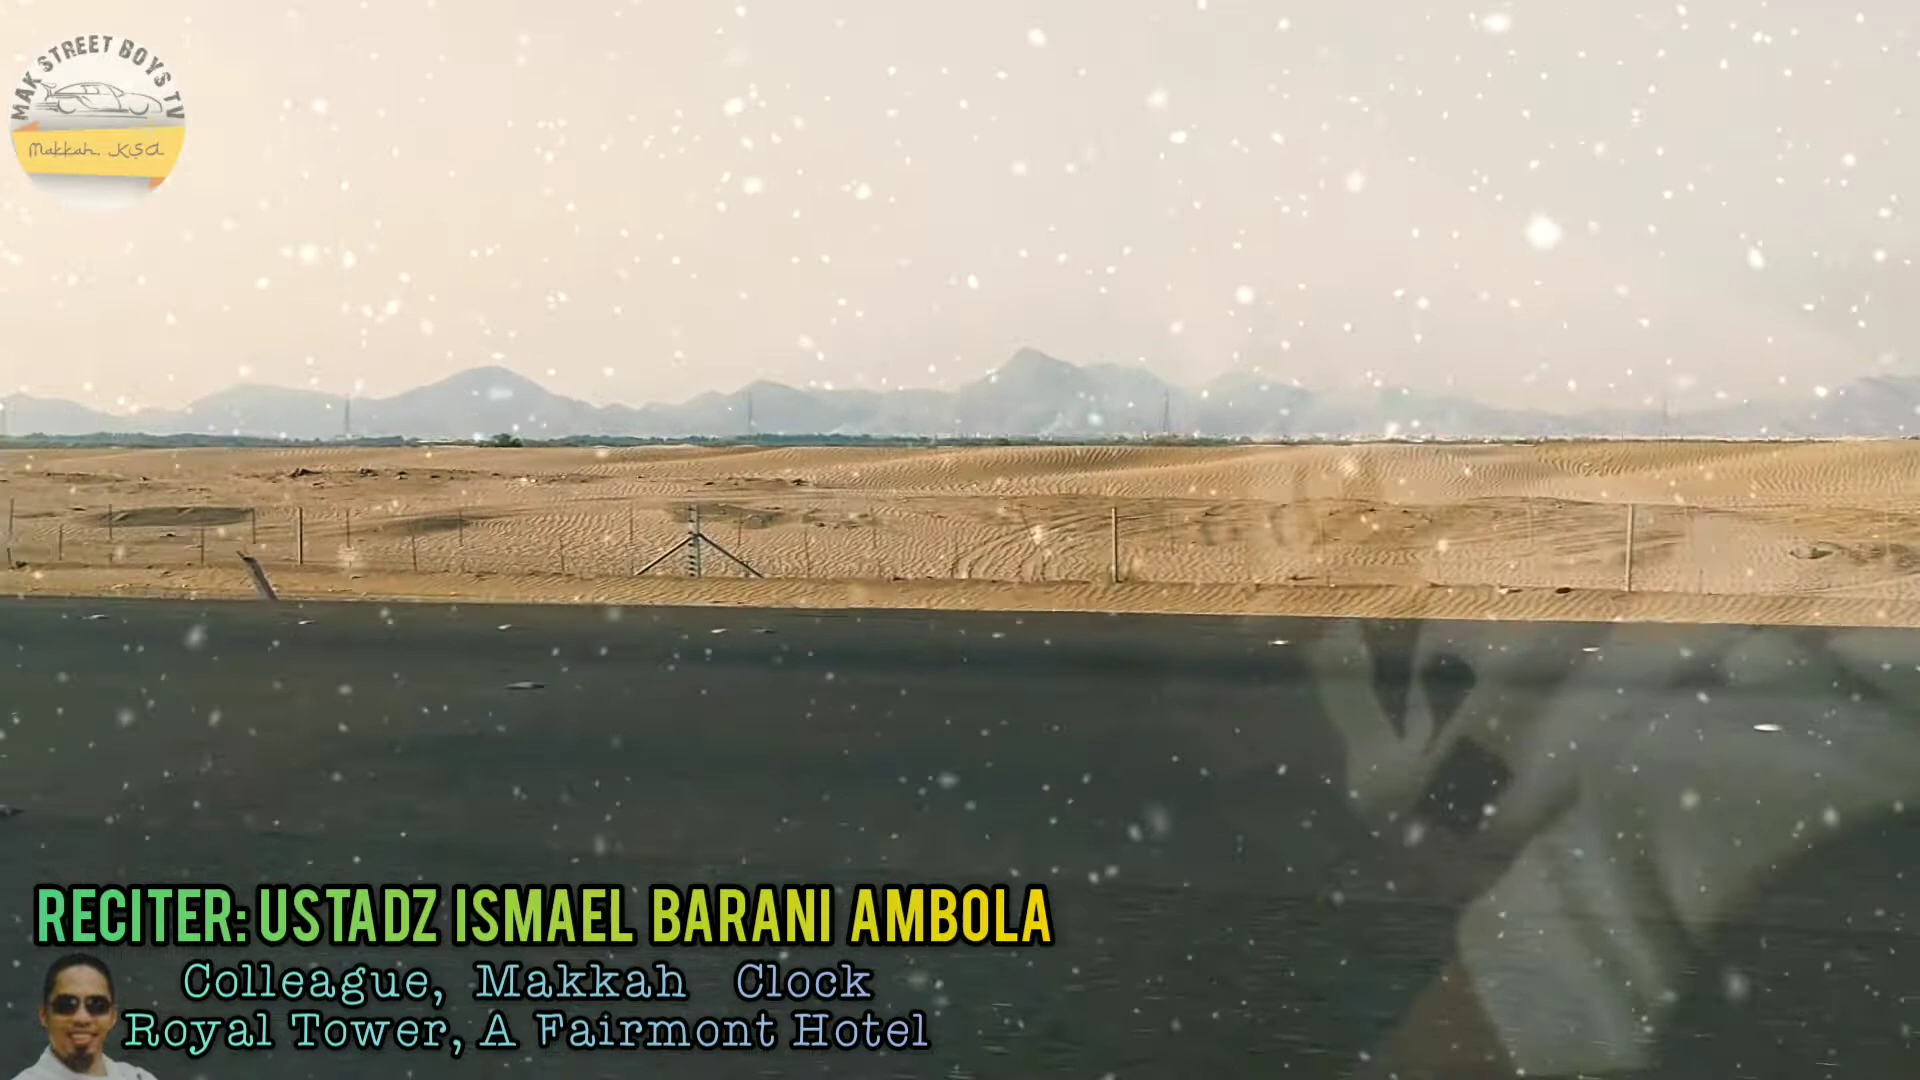 MAK STREET BOYS TV
Makkah. KSA
RECITER: USTADZ ISMAEL BARANI AMBOLA
Colleague, Makkah Clock
Royal Tower, A Fairmont Hotel